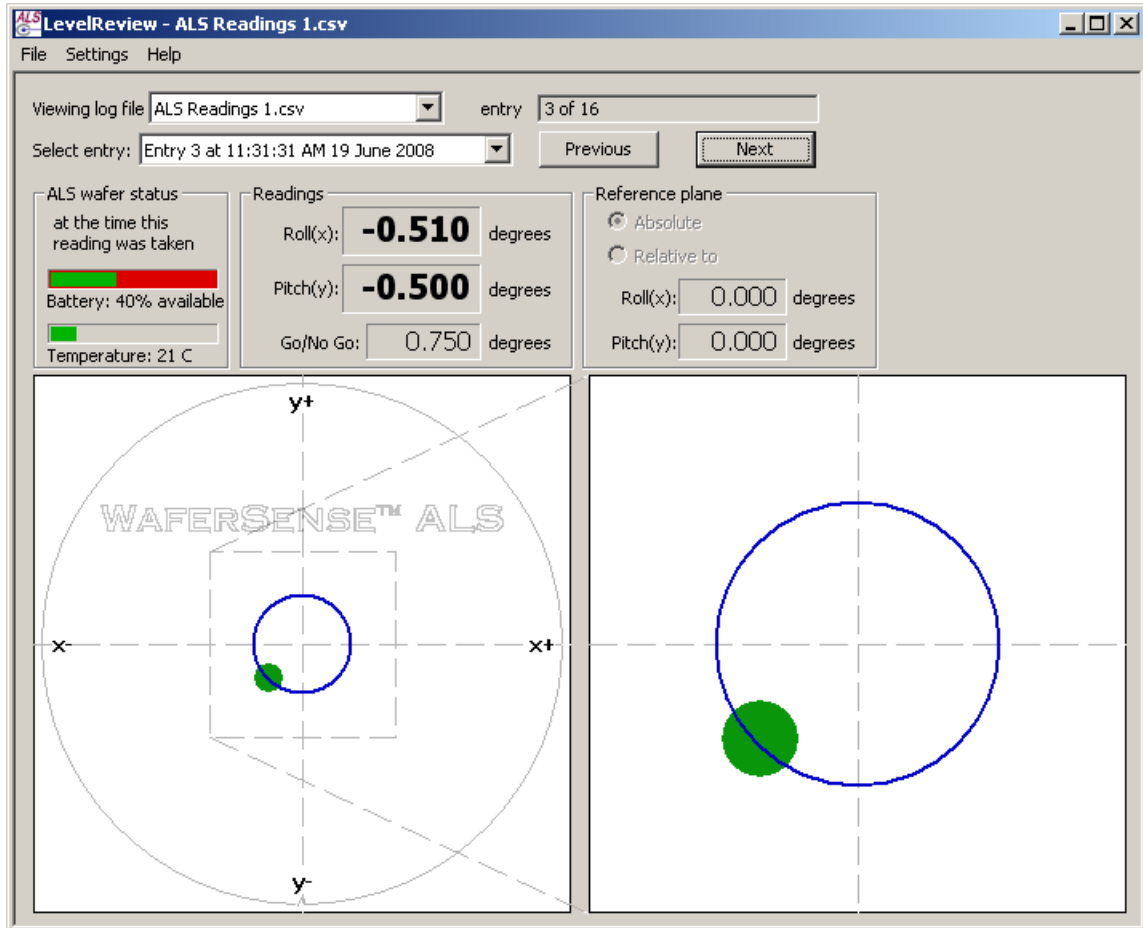 ALS
LevelReview - ALS Readings 1.csv
File Settings Help
Viewing log file ALS Readings 1.csv entry 3 of 16
Select entry: Entry 3 at 11:31:31 AM 19 June 2008 Previous Next
ALS wafer status
at the time this
reading was taken
Battery: 40% available
Temperature: 21 C
Readings
Roll(x): -0.510 degrees
Pitch(y): -0.500 degrees
Go/No Go: 0.750 degrees
Reference plane
Absolute
Relative to
Roll(x): 0.000 degrees
Pitch(y): 0.000 degrees
y+
WAFERSENSE™ ALS
x- x+
y-